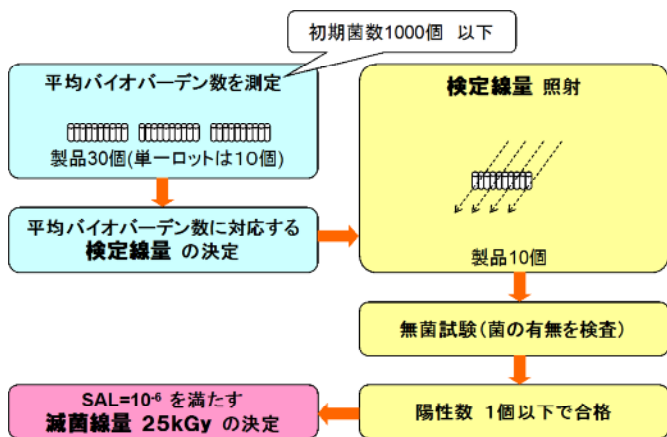 初期菌数1000個 以下
平均バイオバーデン数を測定
製品30個(単一ロットは10個)
平均バイオバーデン数に対応する
検定線量 の決定
検定線量 照射
製品10個
無菌試験(菌の有無を検査)
陽性数 1個以下で合格
SAL=10⁻⁶ を満たす
滅菌線量 25kGy の決定